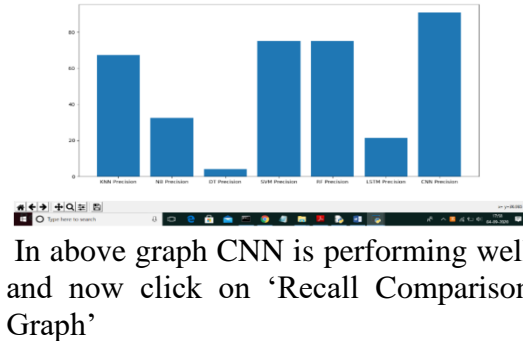 80
60
40
20
0
KNN Precision NB Precision DT Precision SVM Precision RF Precision LSTM Precision CNN Precision
Type here to search
In above graph CNN is performing well
and now click on ‘Recall Comparison
Graph’